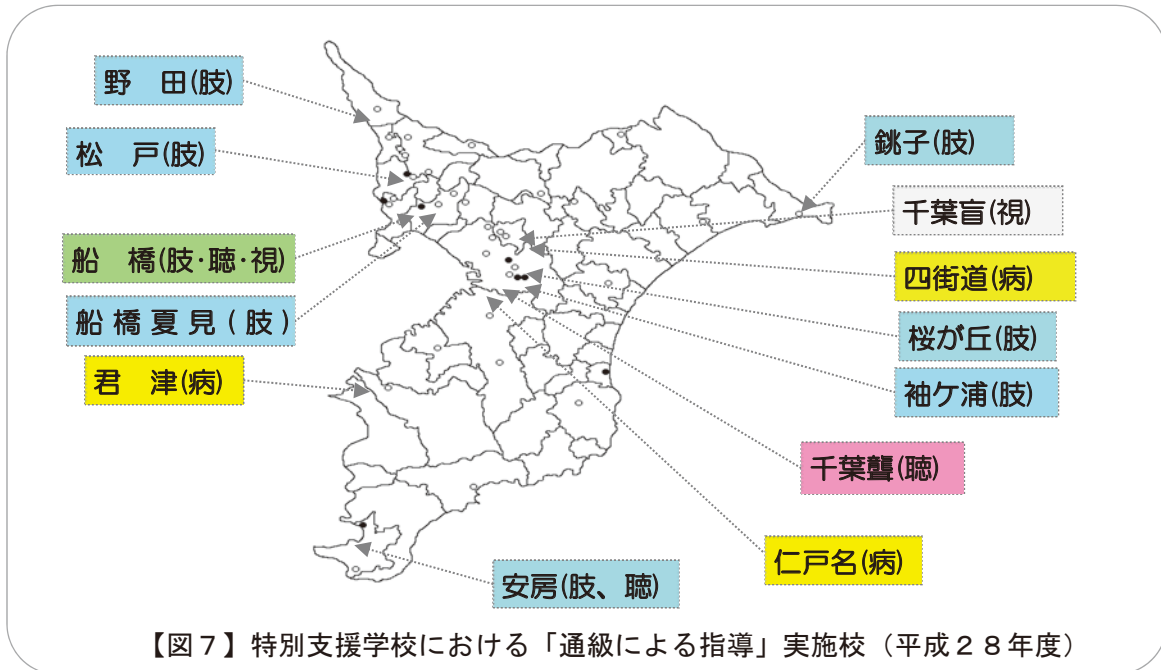 野　田(肢)
松　戸(肢)
船　橋(肢･聴･視)
船橋夏見(肢)
君　津(病)
銚子(肢)
千葉盲(視)
四街道(病)
桜が丘(肢)
袖ケ浦(肢)
千葉聾(聴)
仁戸名(病)
安房(肢、聴)
【図７】特別支援学校における「通級による指導」実施校（平成２８年度）